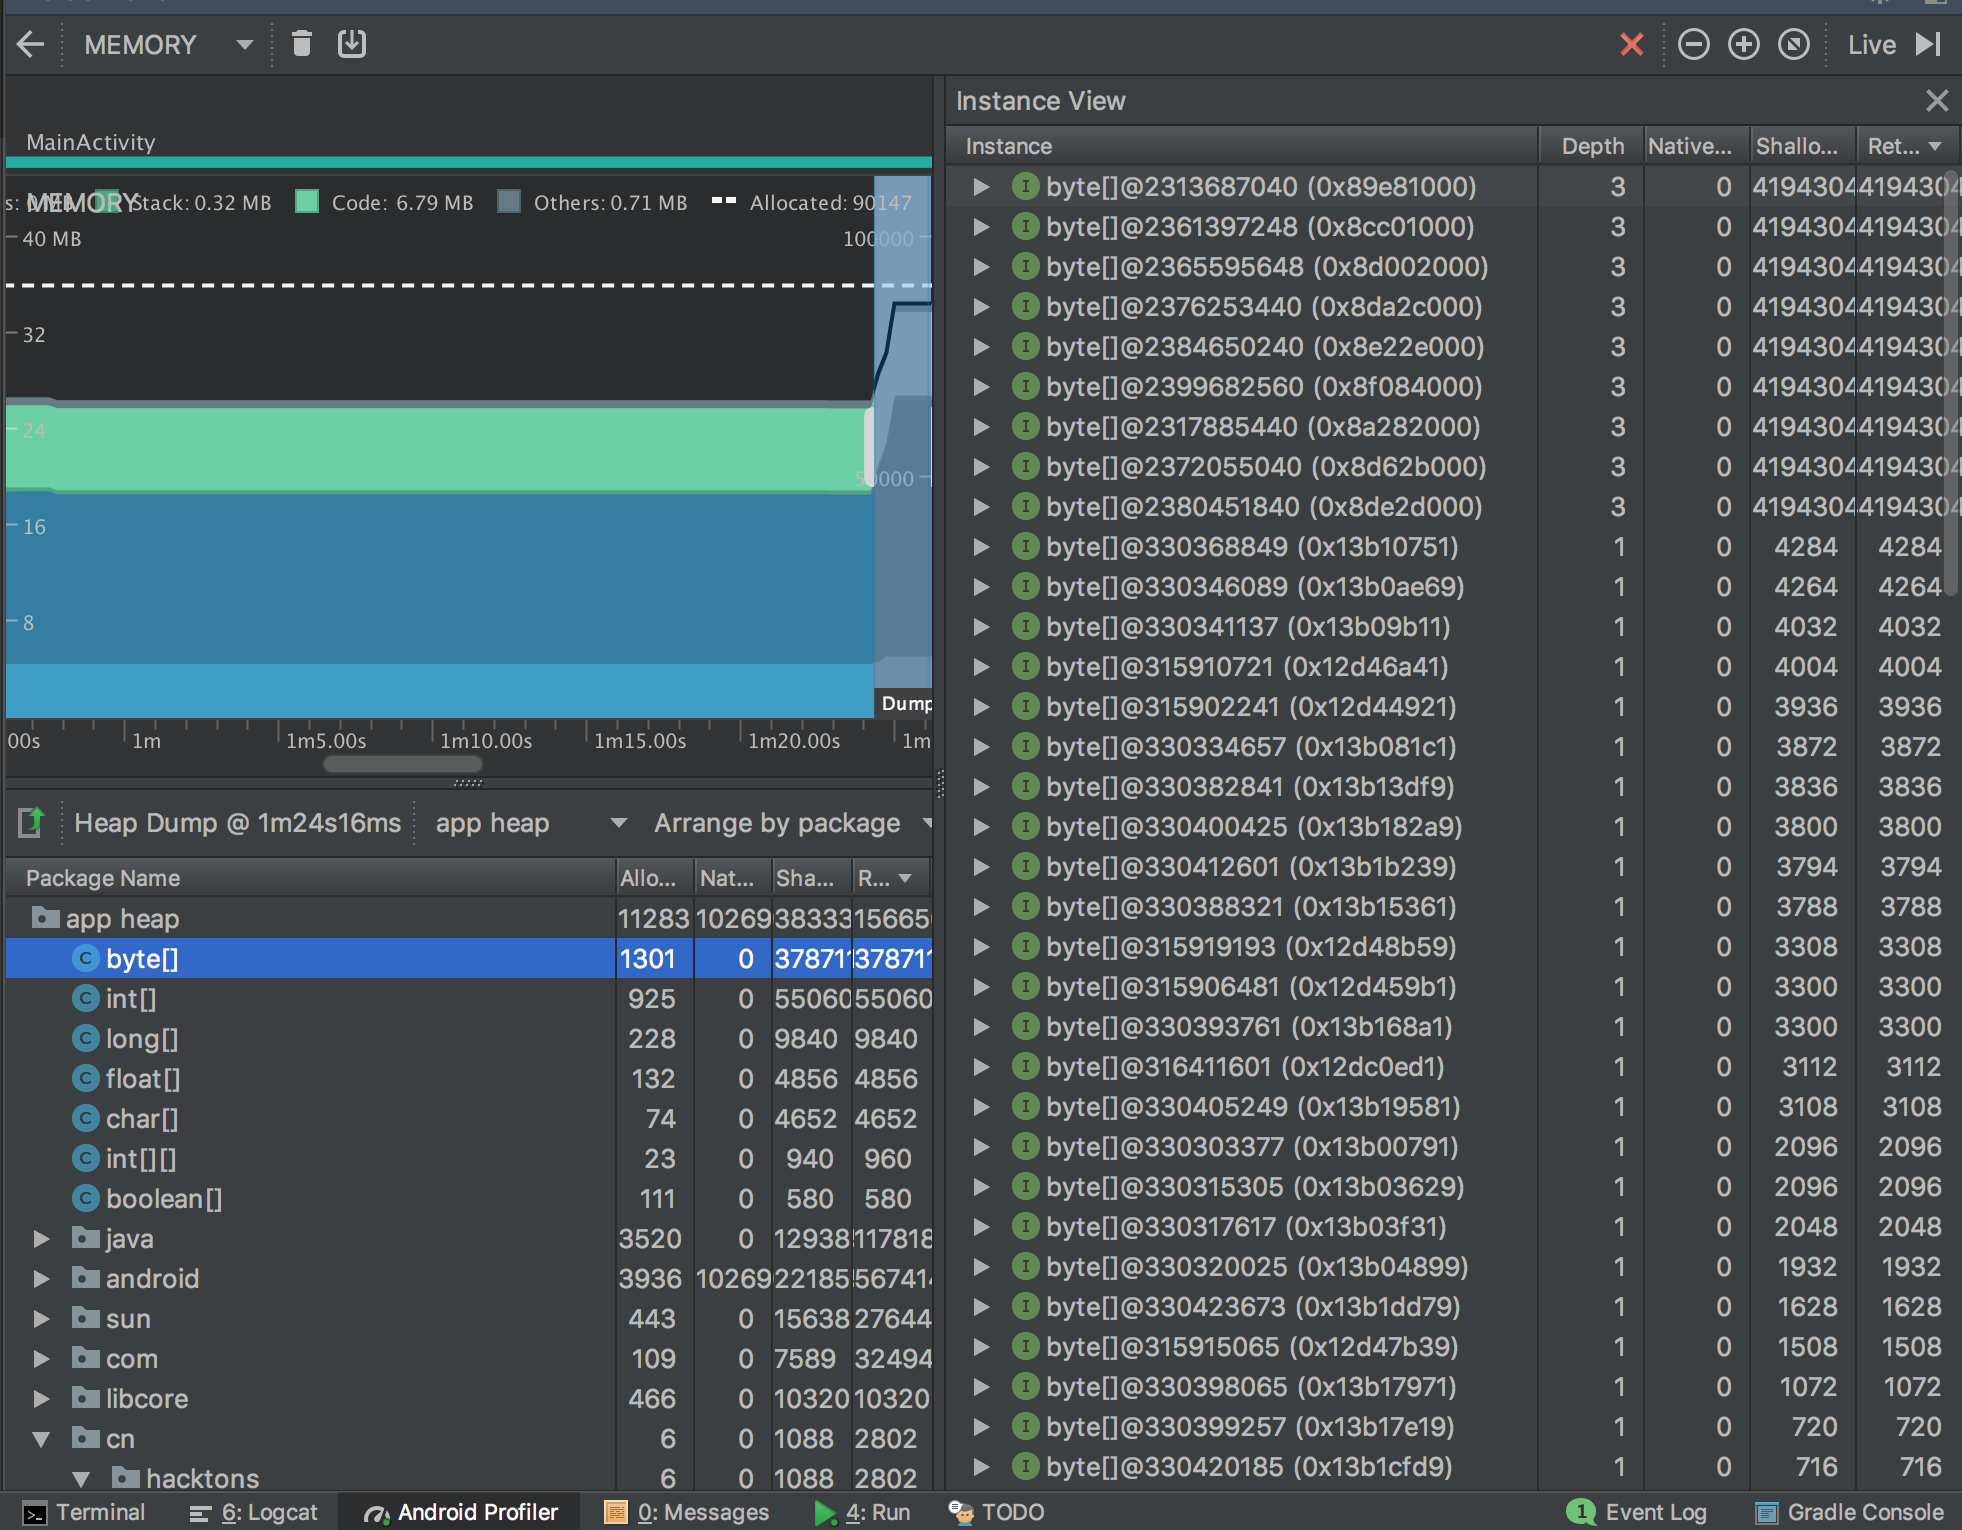 MEMORY
Live
MainActivity
MEMORY
Stack: 0.32 MB
Code: 6.79 MB
Others: 0.71 MB
Allocated: 90147
40 MB
100000
32
24
50000
16
8
Dump
00s
1m
1m5.00s
1m10.00s
1m15.00s
1m20.00s
1m
Heap Dump @ 1m24s16ms
app heap
Arrange by package
Package Name Allo... Nat... Sha... R...
app heap 11283 10269 38333 15665
byte[] 1301 0 37871 37871
int[] 925 0 55060 55060
long[] 228 0 9840 9840
float[] 132 0 4856 4856
char[] 74 0 4652 4652
int[][] 23 0 940 960
boolean[] 111 0 580 580
java 3520 0 12938 117818
android 3936 10269 22185 56741
sun 443 0 15638 27644
com 109 0 7589 32494
libcore 466 0 10320 10320
cn 6 0 1088 2802
hacktons 6 0 1088 2802
Instance View
Instance Depth Native... Shallo... Ret...
byte[]@2313687040 (0x89e81000) 3 0 4194304 4194304
byte[]@2361397248 (0x8cc01000) 3 0 4194304 4194304
byte[]@2365595648 (0x8d002000) 3 0 4194304 4194304
byte[]@2376253440 (0x8da2c000) 3 0 4194304 4194304
byte[]@2384650240 (0x8e22e000) 3 0 4194304 4194304
byte[]@2399682560 (0x8f084000) 3 0 4194304 4194304
byte[]@2317885440 (0x8a282000) 3 0 4194304 4194304
byte[]@2372055040 (0x8d62b000) 3 0 4194304 4194304
byte[]@2380451840 (0x8de2d000) 3 0 4194304 4194304
byte[]@330368849 (0x13b10751) 1 0 4284 4284
byte[]@330346089 (0x13b0ae69) 1 0 4264 4264
byte[]@330341137 (0x13b09b11) 1 0 4032 4032
byte[]@315910721 (0x12d46a41) 1 0 4004 4004
byte[]@315902241 (0x12d44921) 1 0 3936 3936
byte[]@330334657 (0x13b081c1) 1 0 3872 3872
byte[]@330382841 (0x13b13df9) 1 0 3836 3836
byte[]@330400425 (0x13b182a9) 1 0 3800 3800
byte[]@330412601 (0x13b1b239) 1 0 3794 3794
byte[]@330388321 (0x13b15361) 1 0 3788 3788
byte[]@315919193 (0x12d48b59) 1 0 3308 3308
byte[]@315906481 (0x12d459b1) 1 0 3300 3300
byte[]@330393761 (0x13b168a1) 1 0 3300 3300
byte[]@316411601 (0x12dc0ed1) 1 0 3112 3112
byte[]@330405249 (0x13b19581) 1 0 3108 3108
byte[]@330303377 (0x13b00791) 1 0 2096 2096
byte[]@330315305 (0x13b03629) 1 0 2096 2096
byte[]@330317617 (0x13b03f31) 1 0 2048 2048
byte[]@330320025 (0x13b04899) 1 0 1932 1932
byte[]@330423673 (0x13b1dd79) 1 0 1628 1628
byte[]@315915065 (0x12d47b39) 1 0 1508 1508
byte[]@330398065 (0x13b17971) 1 0 1072 1072
byte[]@330399257 (0x13b17e19) 1 0 720 720
byte[]@330420185 (0x13b1cfd9) 1 0 716 716
Terminal
6: Logcat
Android Profiler
0: Messages
4: Run
TODO
1 Event Log
Gradle Console